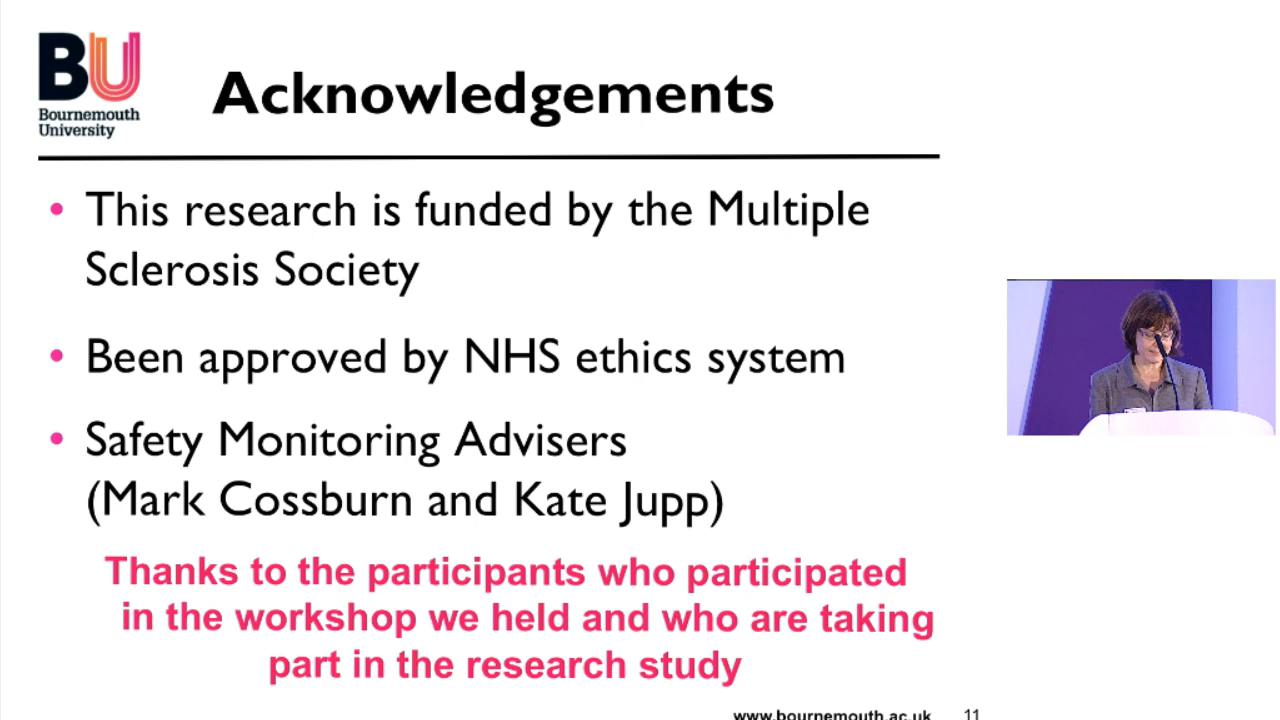 BU
Bournemouth
University
Acknowledgements
• This research is funded by the Multiple
Sclerosis Society
• Been approved by NHS ethics system
• Safety Monitoring Advisers
(Mark Cossburn and Kate Jupp)
Thanks to the participants who participated
in the workshop we held and who are taking
part in the research study
www.bournemouth.ac.uk 11